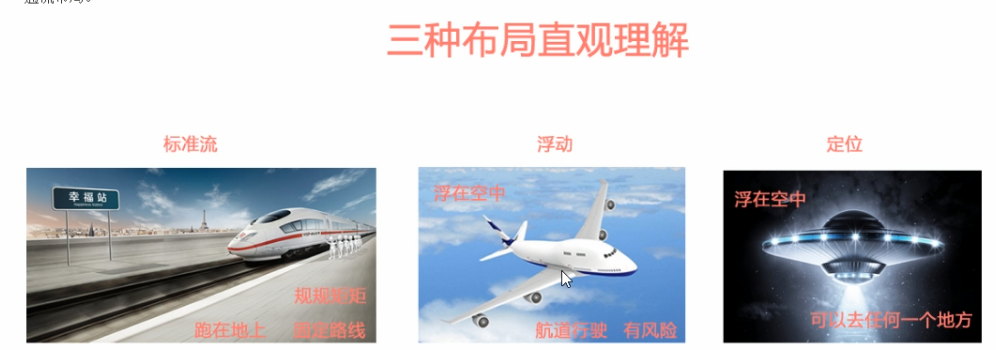 三种布局直观理解
标准流
浮动
定位
幸福站
规规矩矩
跑在地上 固定路线
浮在空中
航道行驶 有风险
浮在空中
可以去任何一个地方